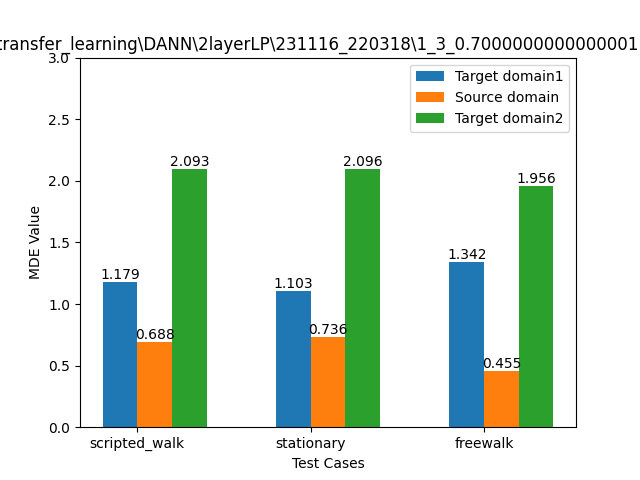 transfer_learning\DANN\2layerLP\231116_220318\1_3_0.7000000000000001
Target domain1
Source domain
Target domain2
MDE Value
3.0
2.5
2.0
1.5
1.0
0.5
0.0
1.179
0.688
2.093
1.103
0.736
2.096
1.342
0.455
1.956
scripted_walk
stationary
freewalk
Test Cases